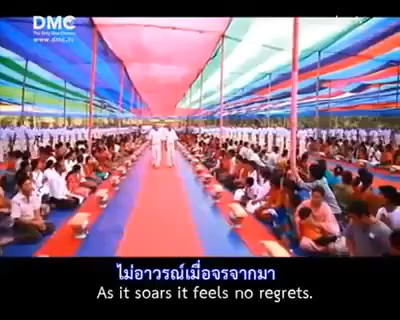 DMC
The Only One Channel
www.dmc.tv
ไม่อาวรณ์เมื่อจรจากมา
As it soars it feels no regrets.